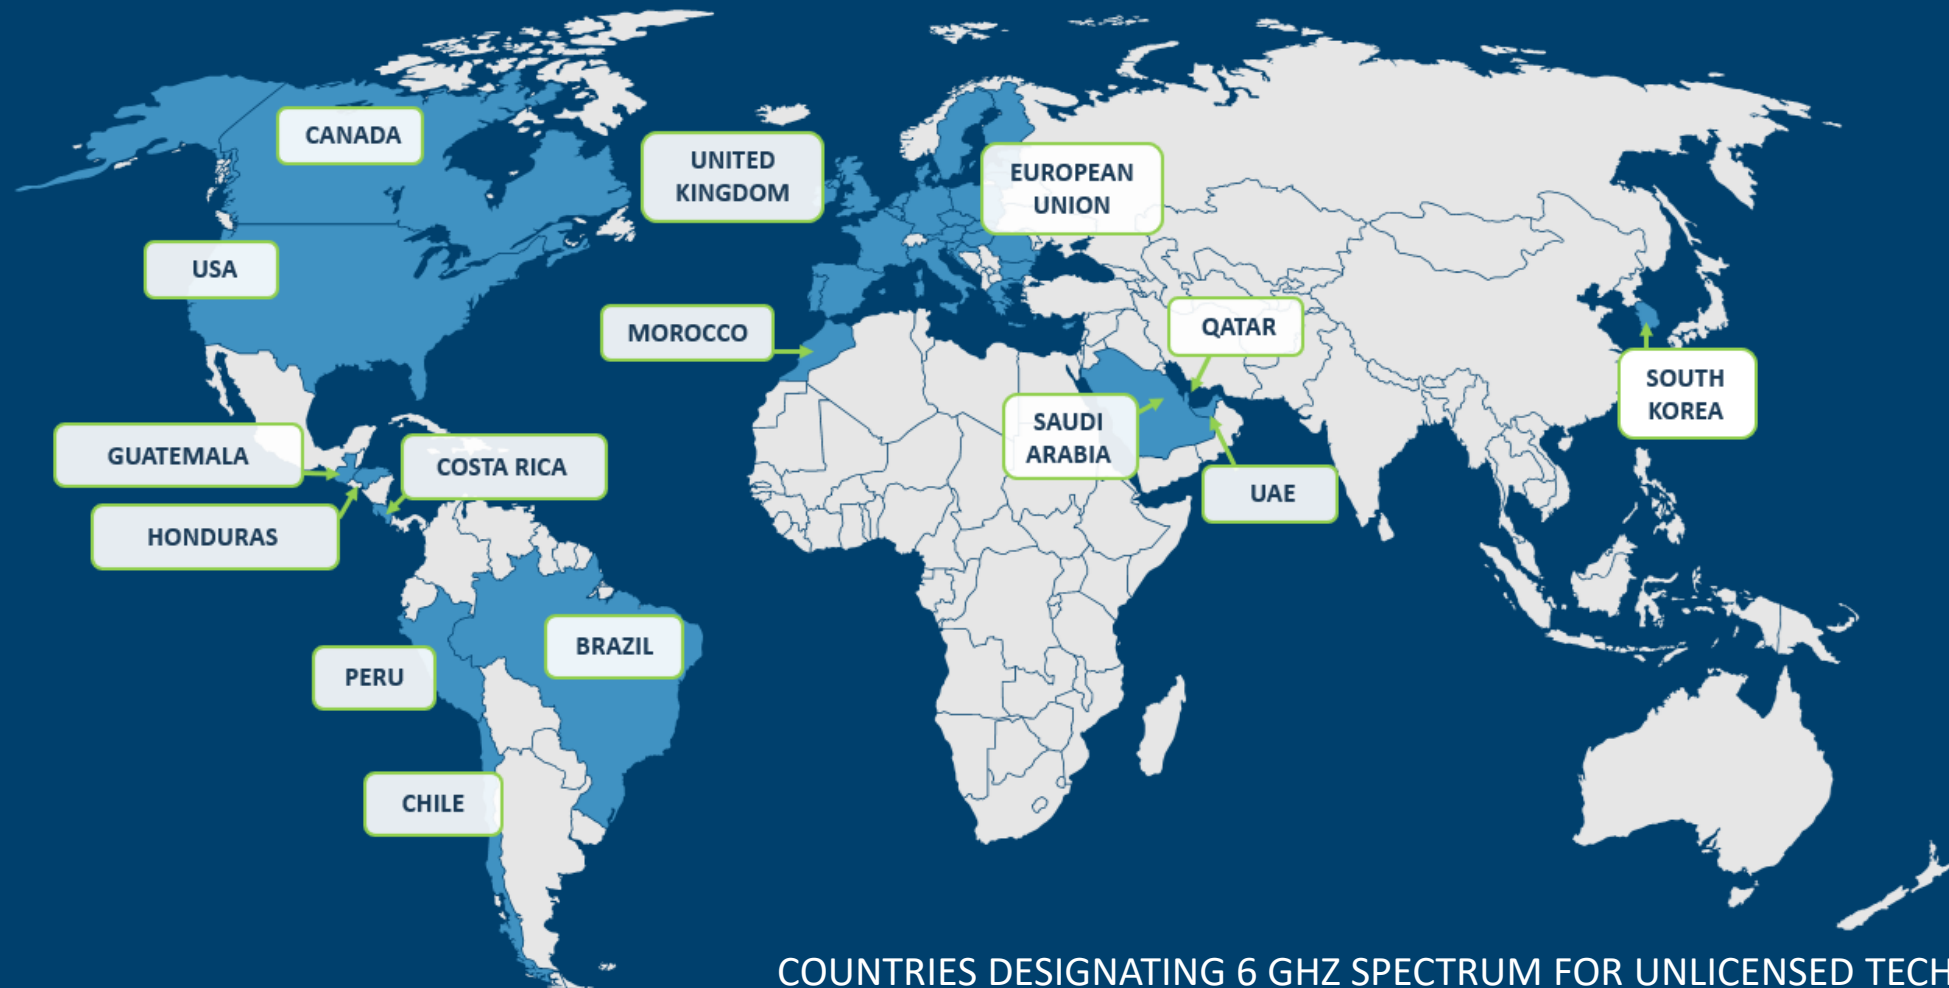 CANADA
UNITED
KINGDOM
EUROPEAN
UNION
USA
MOROCCO
QATAR
SOUTH
KOREA
SAUDI
ARABIA
GUATEMALA
COSTA RICA
UAE
HONDURAS
BRAZIL
PERU
CHILE
COUNTRIES DESIGNATING 6 GHZ SPECTRUM FOR UNLICENSED TECH